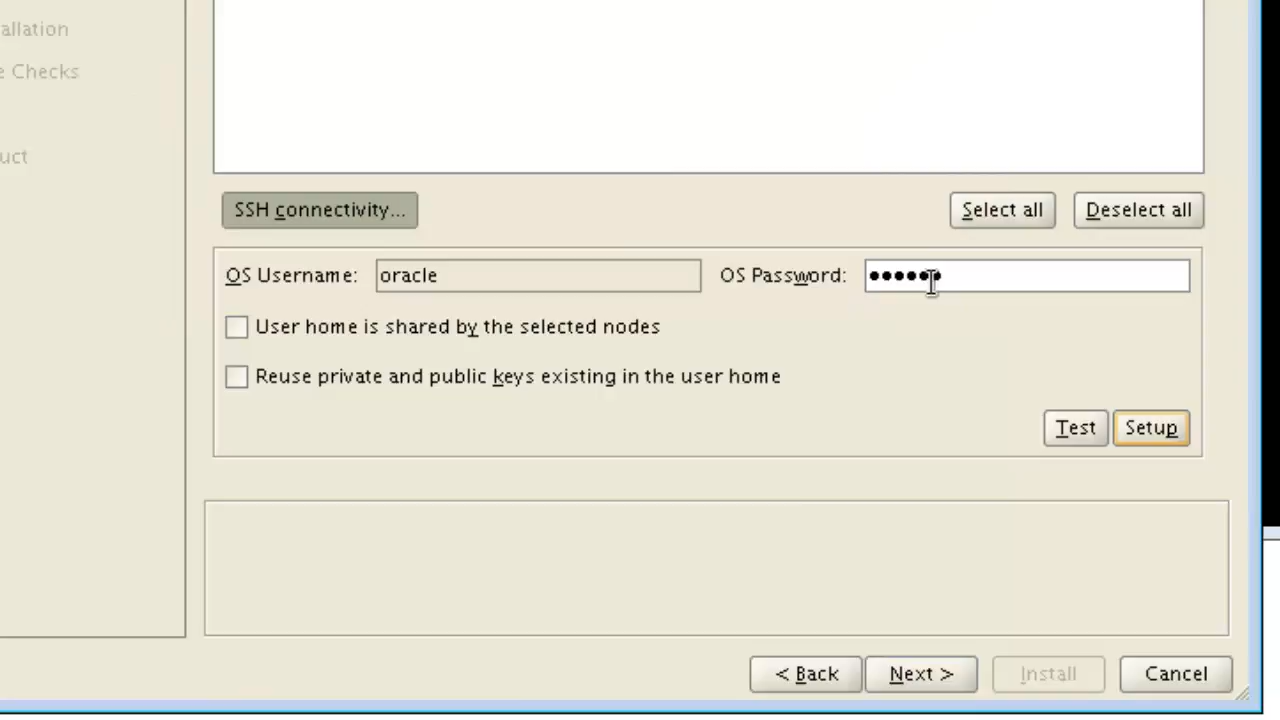 allation
e Checks
uct
SSH connectivity...
Select all
Deselect all
OS Username:
oracle
OS Password:
••••••
User home is shared by the selected nodes
Reuse private and public keys existing in the user home
Test
Setup
< Back
Next >
Install
Cancel